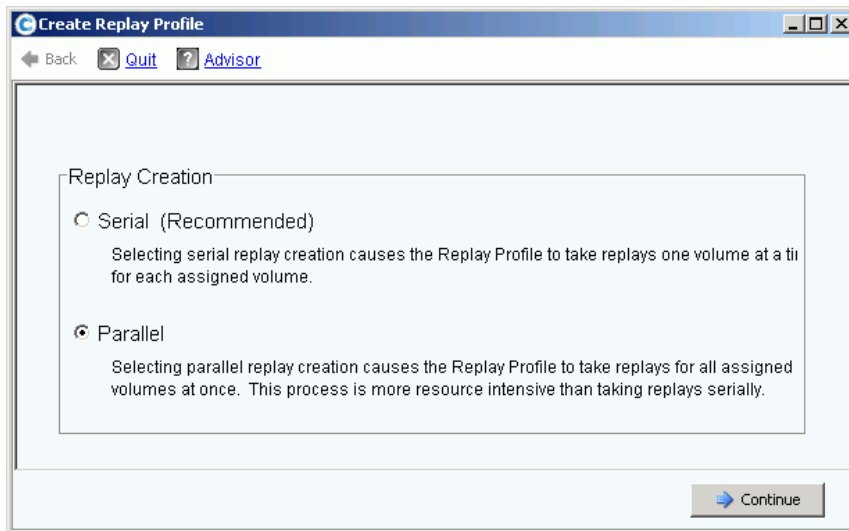 Create Replay Profile
Back Quit Advisor
Replay Creation
Serial (Recommended)
Selecting serial replay creation causes the Replay Profile to take replays one volume at a
for each assigned volume.
Parallel
Selecting parallel replay creation causes the Replay Profile to take replays for all assigned
volumes at once. This process is more resource intensive than taking replays serially.
Continue